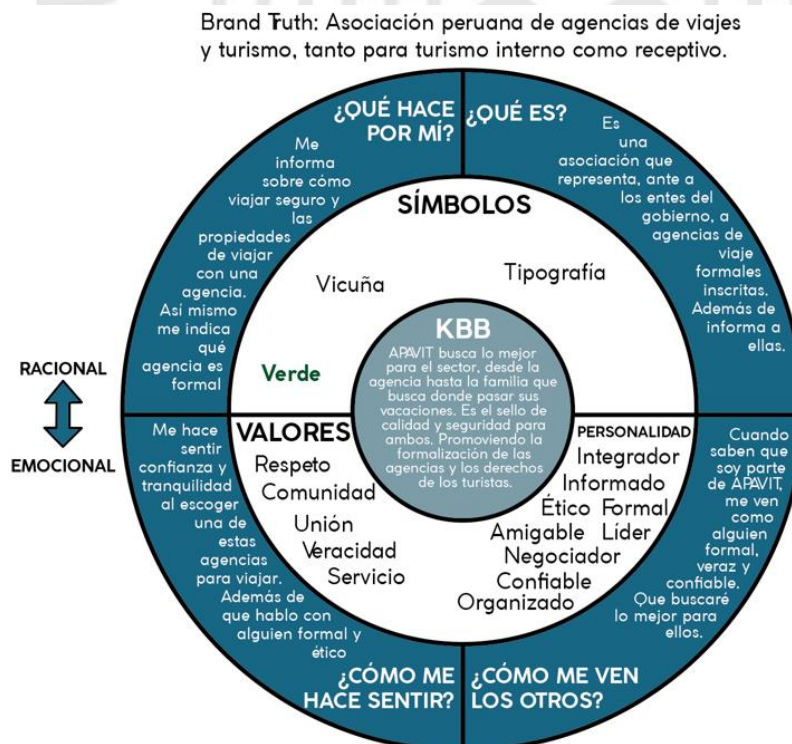 Brand Truth: Asociación peruana de agencias de viajes
y turismo, tanto para turismo interno como receptivo.
¿QUÉ HACE
POR MÍ?
Me
informa
sobre cómo
viajar seguro y
las
propiedades
de viajar
con una
agencia.
Así mismo
me indica
qué
agencia es
formal
¿QUÉ ES?
Es
una
asociación que
representa, ante a
los entes del
gobierno, a
agencias de
viaje
formales
inscritas.
Además de
informa a
ellas.
SÍMBOLOS
Vicuña
Tipografía
Verde
KBB
APAVIT busca lo mejor
para el sector, desde la
agencia hasta la familia que
busca donde pasar sus
vacaciones. Es el sello de
calidad y seguridad para
ambos. Promoviendo la
formalización de las
agencias y los derechos
de los turistas.
RACIONAL
EMOCIONAL
Me hace
sentir
confianza y
tranquilidad
al escoger
una de
estas
agencias
para viajar.
Además de
que hablo con
alguien formal y
ético
¿CÓMO ME
HACE SENTIR?
VALORES
Respeto
Comunidad
Unión
Veracidad
Servicio
PERSONALIDAD
Integrador
Informado
Ético Formal
Amigable Líder
Negociador
Confiable
Organizado
Cuando
saben que
soy parte
de APAVIT,
me ven
como
alguien
formal,
veraz y
confiable.
Que buscaré
lo mejor para
ellos.
¿CÓMO ME VEN
LOS OTROS?